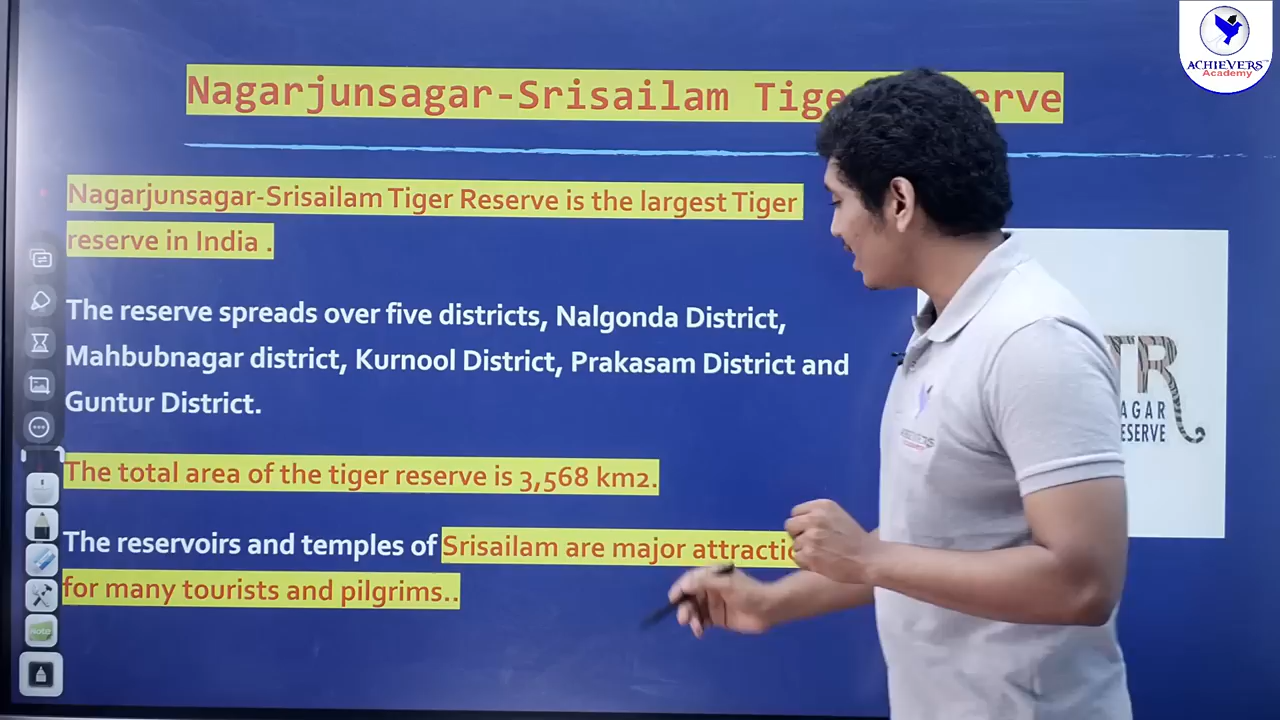 ACHIEVERS
Academy
Nagarjunsagar-Srisailam
Nagarjunsagar-Srisailam Tiger Reserve is the largest Tiger
reserve in India .
The reserve spreads over five districts, Nalgonda District,
Mahbubnagar district, Kurnool District, Prakasam District and
Guntur District.
The total area of the tiger reserve is 3,568 km2.
The reservoirs and temples of Srisailam are major
for many tourists and pilgrims..
TR
AGAR
ESERVE
ACHIEVERS
note